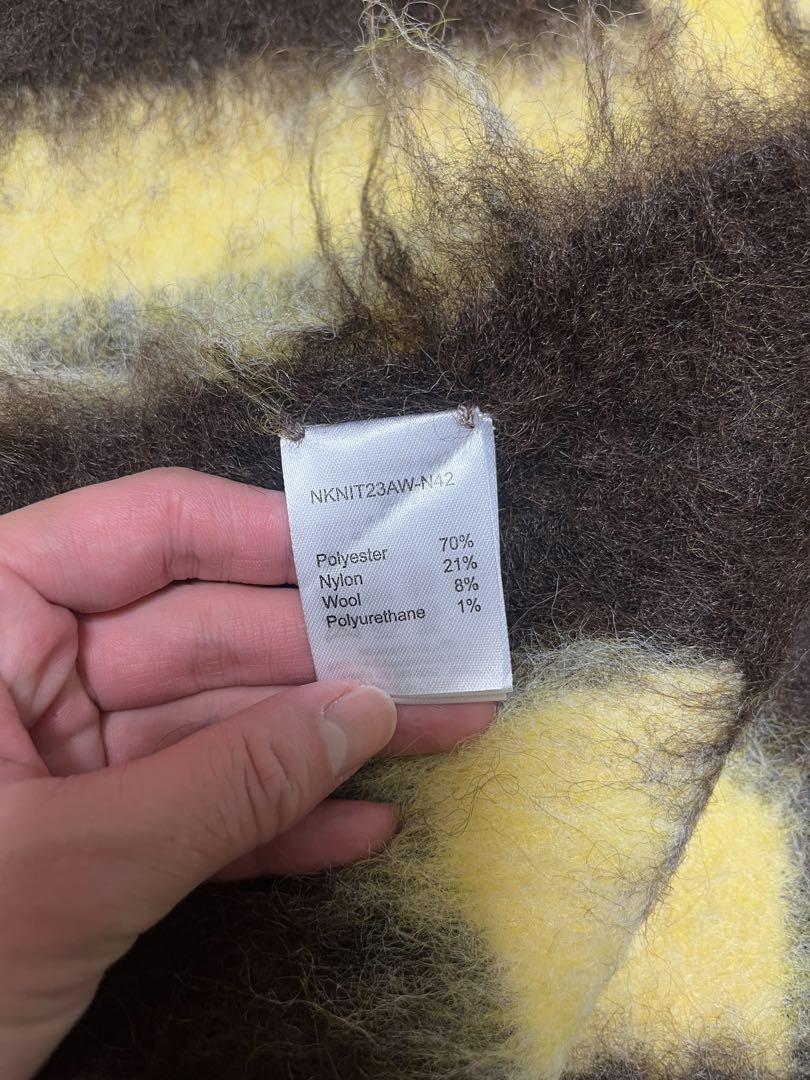 NKNIT23AW-N42
Polyester 70%
Nylon 21%
Wool 8%
Polyurethane 1%